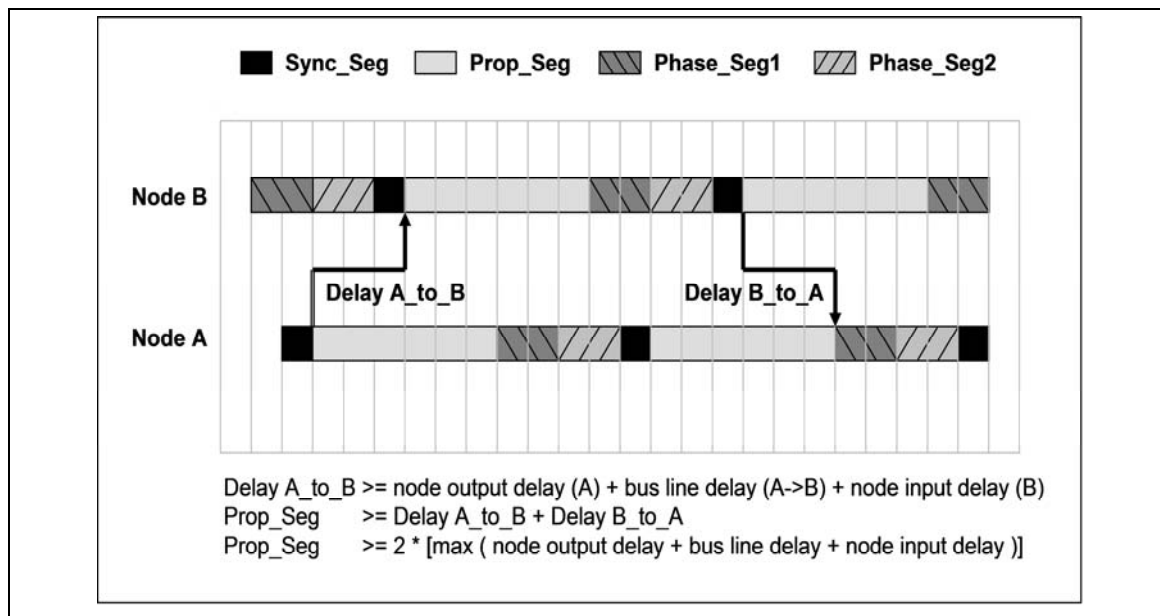 Sync_Seg Prop_Seg Phase_Seg1 Phase_Seg2
Node B
Delay A_to_B Delay B_to_A
Node A
Delay A_to_B >= node output delay (A) + bus line delay (A->B) + node input delay (B)
Prop_Seg >= Delay A_to_B + Delay B_to_A
Prop_Seg >= 2 * [max ( node output delay + bus line delay + node input delay )]